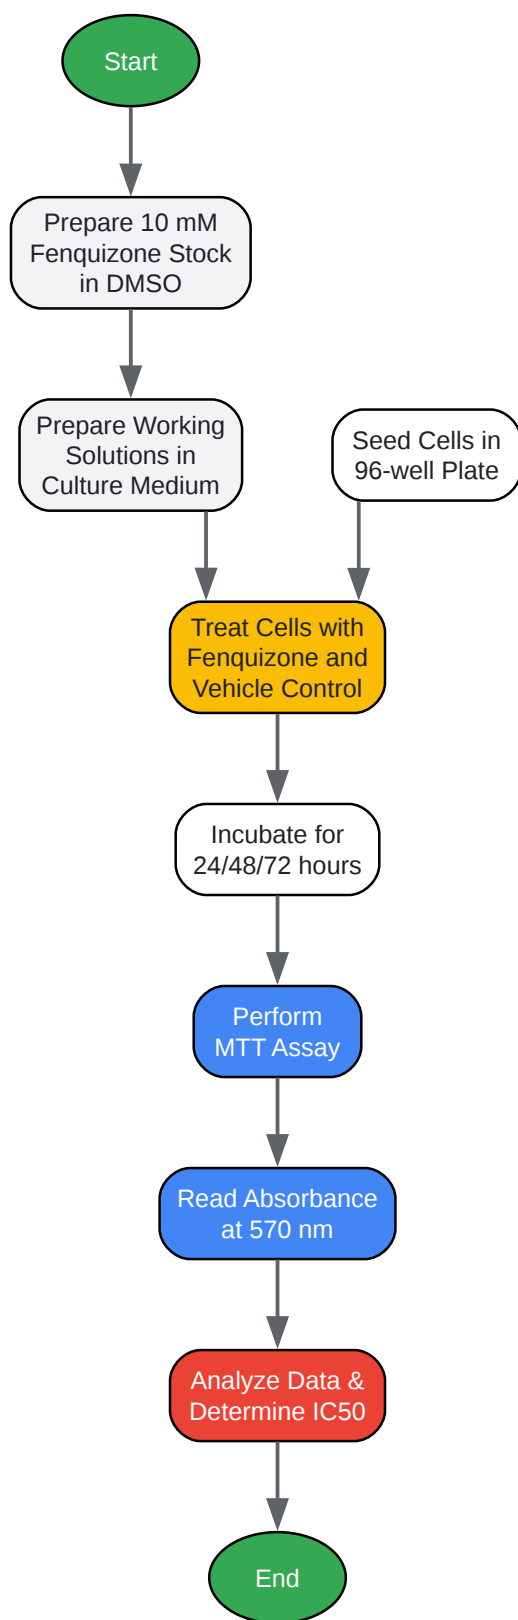 Start
Prepare 10 mM
Fenquizone Stock
in DMSO
Prepare Working
Solutions in
Culture Medium
Seed Cells in
96-well Plate
Treat Cells with
Fenquizone and
Vehicle Control
Incubate for
24/48/72 hours
Perform
MTT Assay
Read Absorbance
at 570 nm
Analyze Data &
Determine IC50
End